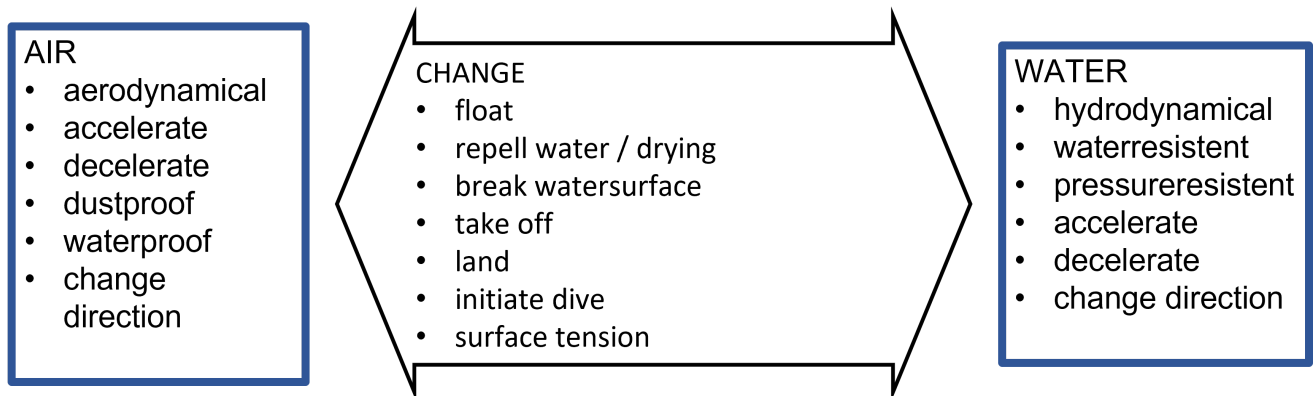 AIR
• aerodynamical
• accelerate
• decelerate
• dustproof
• waterproof
• change
direction
CHANGE
• float
• repell water / drying
• break watersurface
• take off
• land
• initiate dive
• surface tension
WATER
• hydrodynamical
• waterresistent
• pressureresistent
• accelerate
• decelerate
• change direction